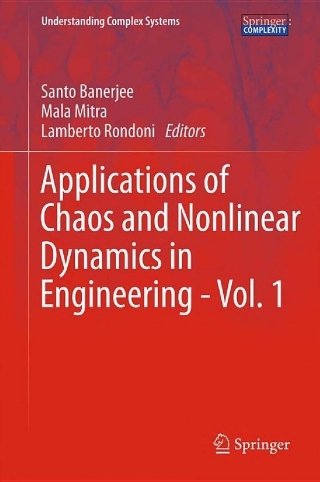 Understanding Complex Systems
Springer:
COMPLEXITY
Santo Banerjee
Mala Mitra
Lamberto Rondoni Editors
Applications of
Chaos and Nonlinear
Dynamics in
Engineering - Vol. 1
Springer